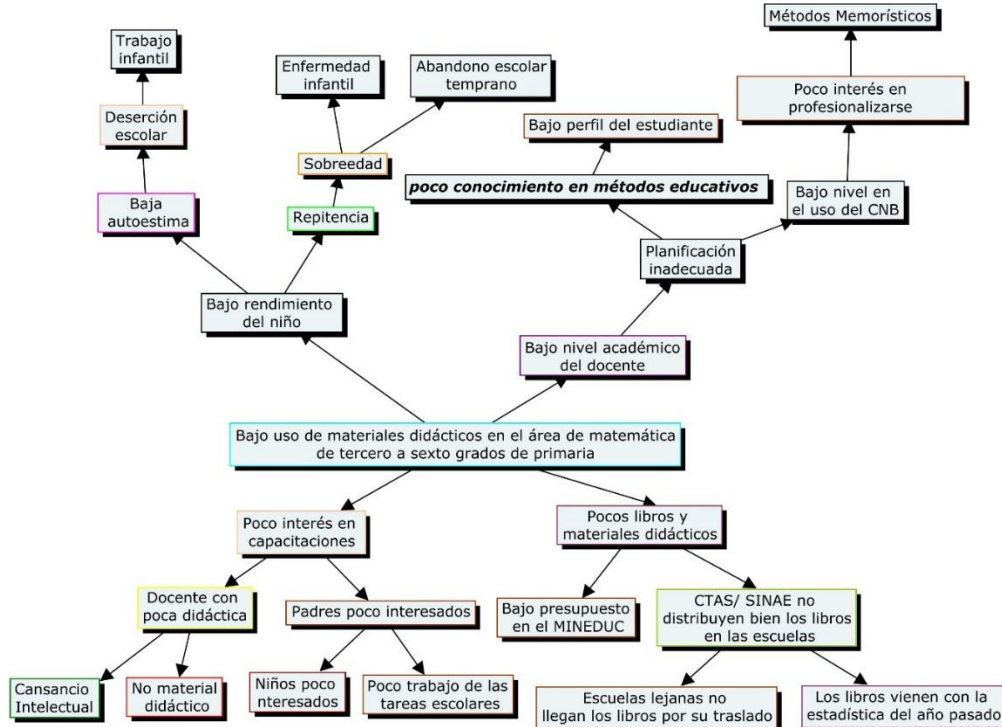 Métodos Memorísticos
Trabajo
infantil
Enfermedad
infantil
Abandono escolar
temprano
Poco interés en
profesionalizarse
Deserción
escolar
Bajo perfil del estudiante
Sobreedad
poco conocimiento en métodos educativos
Bajo nivel en
el uso del CNB
Baja
autoestima
Repitencia
Planificación
inadecuada
Bajo rendimiento
del niño
Bajo nivel académico
del docente
Bajo uso de materiales didácticos en el área de matemática
de tercero a sexto grados de primaria
Poco interés en
capacitaciones
Pocos libros y
materiales didácticos
Docente con
poca didáctica
Padres poco interesados
Bajo presupuesto
en el MINEDUC
CTAS/ SINAE no
distribuyen bien los libros
en las escuelas
Cansancio
Intelectual
No material
didáctico
Niños poco
nteresados
Poco trabajo de las
tareas escolares
Escuelas lejanas no
llegan los libros por su traslado
Los libros vienen con la
estadística del año pasado